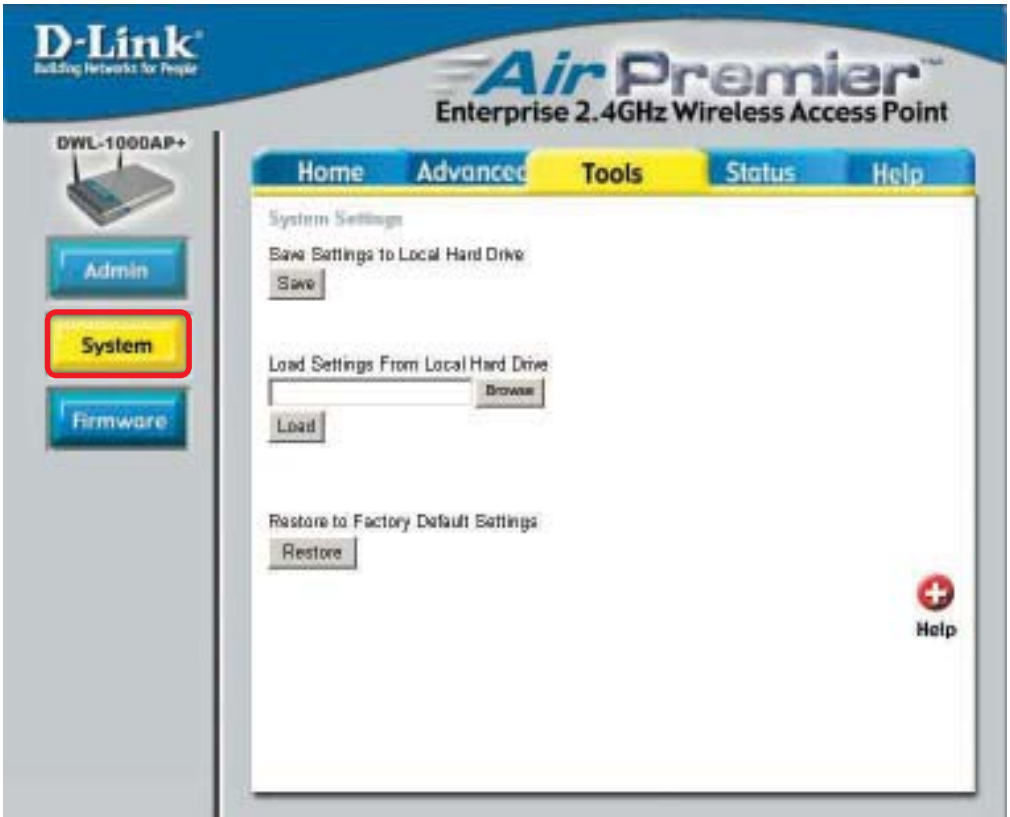 D-Link
Building Networks for People
Air Premier™
Enterprise 2.4GHz Wireless Access Point
DWL-1000AP+
Home Advanced Tools Status Help
Admin
System
Firmware
System Settings
Save Settings to Local Hard Drive
Save
Load Settings From Local Hard Drive
Browse
Load
Restore to Factory Default Settings
Restore
Help